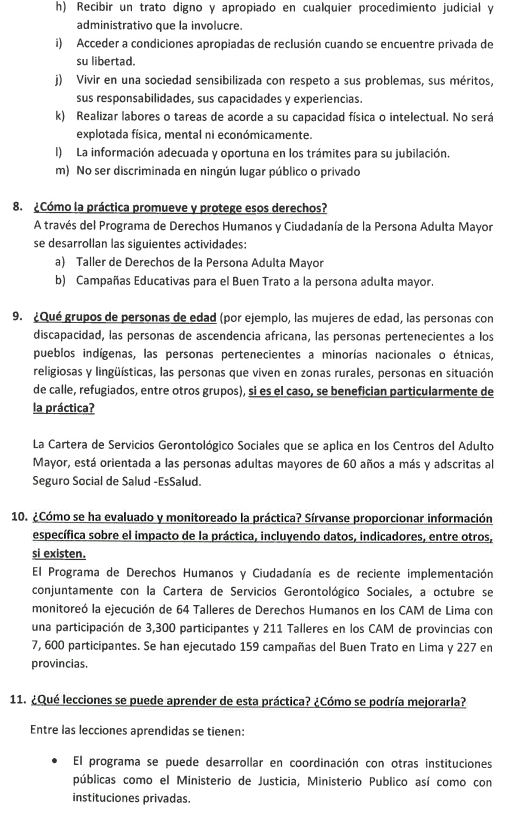 h) Recibir un trato digno y apropiado en cualquier procedimiento judicial y
administrativo que la involucre.
i) Acceder a condiciones apropiadas de reclusión cuando se encuentre privada de
su libertad.
j) Vivir en una sociedad sensibilizada con respeto a sus problemas, sus méritos,
sus responsabilidades, sus capacidades y experiencias.
k) Realizar labores o tareas de acorde a su capacidad física o intelectual. No será
explotada física, mental ni económicamente.
l) La información adecuada y oportuna en los trámites para su jubilación.
m) No ser discriminada en ningún lugar público o privado
8. ¿Cómo la práctica promueve y protege esos derechos?
A través del Programa de Derechos Humanos y Ciudadanía de la Persona Adulta Mayor
se desarrollan las siguientes actividades:
a) Taller de Derechos de la Persona Adulta Mayor
b) Campañas Educativas para el Buen Trato a la persona adulta mayor.
9. ¿Qué grupos de personas de edad (por ejemplo, las mujeres de edad, las personas con
discapacidad, las personas de ascendencia africana, las personas pertenecientes a los
pueblos indígenas, las personas pertenecientes a minorías nacionales o étnicas,
religiosas y lingüísticas, las personas que viven en zonas rurales, personas en situación
de calle, refugiados, entre otros grupos), si es el caso, se benefician particularmente de
la práctica?
La Cartera de Servicios Gerontológico Sociales que se aplica en los Centros del Adulto
Mayor, está orientada a las personas adultas mayores de 60 años a más y adscritas al
Seguro Social de Salud -EsSalud.
10. ¿Cómo se ha evaluado y monitoreado la práctica? Sírvanse proporcionar información
específica sobre el impacto de la práctica, incluyendo datos, indicadores, entre otros,
si existen.
El Programa de Derechos Humanos y Ciudadanía es de reciente implementación
conjuntamente con la Cartera de Servicios Gerontológico Sociales, a octubre se
monitoreó la ejecución de 64 Talleres de Derechos Humanos en los CAM de Lima con
una participación de 3,300 participantes y 211 Talleres en los CAM de provincias con
7, 600 participantes. Se han ejecutado 159 campañas del Buen Trato en Lima y 227 en
provincias.
11. ¿Qué lecciones se puede aprender de esta práctica? ¿Cómo se podría mejorarla?
Entre las lecciones aprendidas se tienen:
• El programa se puede desarrollar en coordinación con otras instituciones
públicas como el Ministerio de Justicia, Ministerio Publico así como con
instituciones privadas.